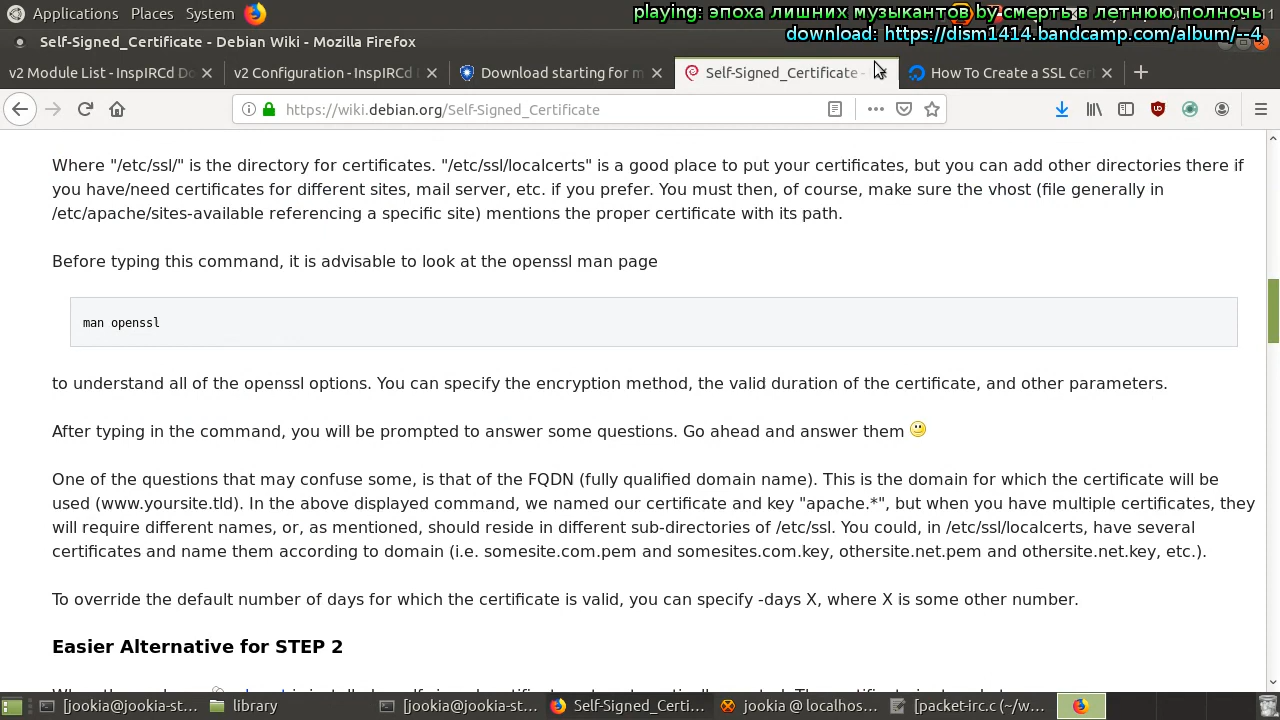 Applications Places System
playing: эпоха лишних музыкантов by смерть в летнюю полночь
download: https://dism1414.bandcamp.com/album/--4
Self-Signed_Certificate - Debian Wiki - Mozilla Firefox
v2 Module List - InspIRCd D
v2 Configuration - InspIRCd
Download starting for m
Self-Signed_Certificate -
How To Create a SSL Cer
https://wiki.debian.org/Self-Signed_Certificate
Where "/etc/ssl/" is the directory for certificates. "/etc/ssl/localcerts" is a good place to put your certificates, but you can add other directories there if
you have/need certificates for different sites, mail server, etc. if you prefer. You must then, of course, make sure the vhost (file generally in
/etc/apache/sites-available referencing a specific site) mentions the proper certificate with its path.
Before typing this command, it is advisable to look at the openssl man page
man openssl
to understand all of the openssl options. You can specify the encryption method, the valid duration of the certificate, and other parameters.
After typing in the command, you will be prompted to answer some questions. Go ahead and answer them
One of the questions that may confuse some, is that of the FQDN (fully qualified domain name). This is the domain for which the certificate will be
used (www.yoursite.tld). In the above displayed command, we named our certificate and key "apache.*", but when you have multiple certificates, they
will require different names, or, as mentioned, should reside in different sub-directories of /etc/ssl. You could, in /etc/ssl/localcerts, have several
certificates and name them according to domain (i.e. somesite.com.pem and somesites.com.key, othersite.net.pem and othersite.net.key, etc.).
To override the default number of days for which the certificate is valid, you can specify -days X, where X is some other number.
Easier Alternative for STEP 2
[jookia@jookia-st...
library
[jookia@jookia-st...
Self-Signed_Certi...
jookia @ localhos...
[packet-irc.c (~/w...